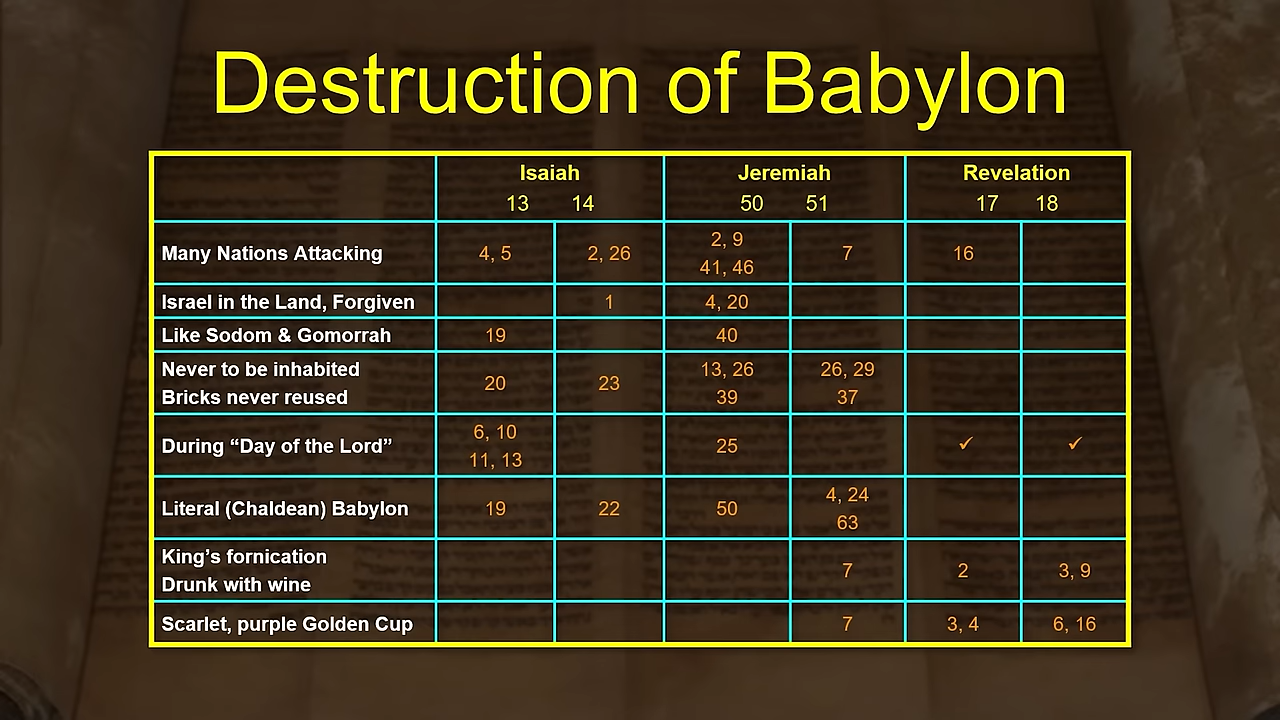 Destruction of Babylon
Isaiah Jeremiah Revelation
13 14 50 51 17 18
Many Nations Attacking 4, 5 2, 26 2, 9 41, 46 7 16
Israel in the Land, Forgiven 1 4, 20
Like Sodom & Gomorrah 19 40
Never to be inhabited
Bricks never reused 20 23 13, 26 39 26, 29 37
During “Day of the Lord” 6, 10 11, 13 25 ✓ ✓
Literal (Chaldean) Babylon 19 22 50 4, 24 63
King’s fornication
Drunk with wine 7 2 3, 9
Scarlet, purple Golden Cup 7 3, 4 6, 16